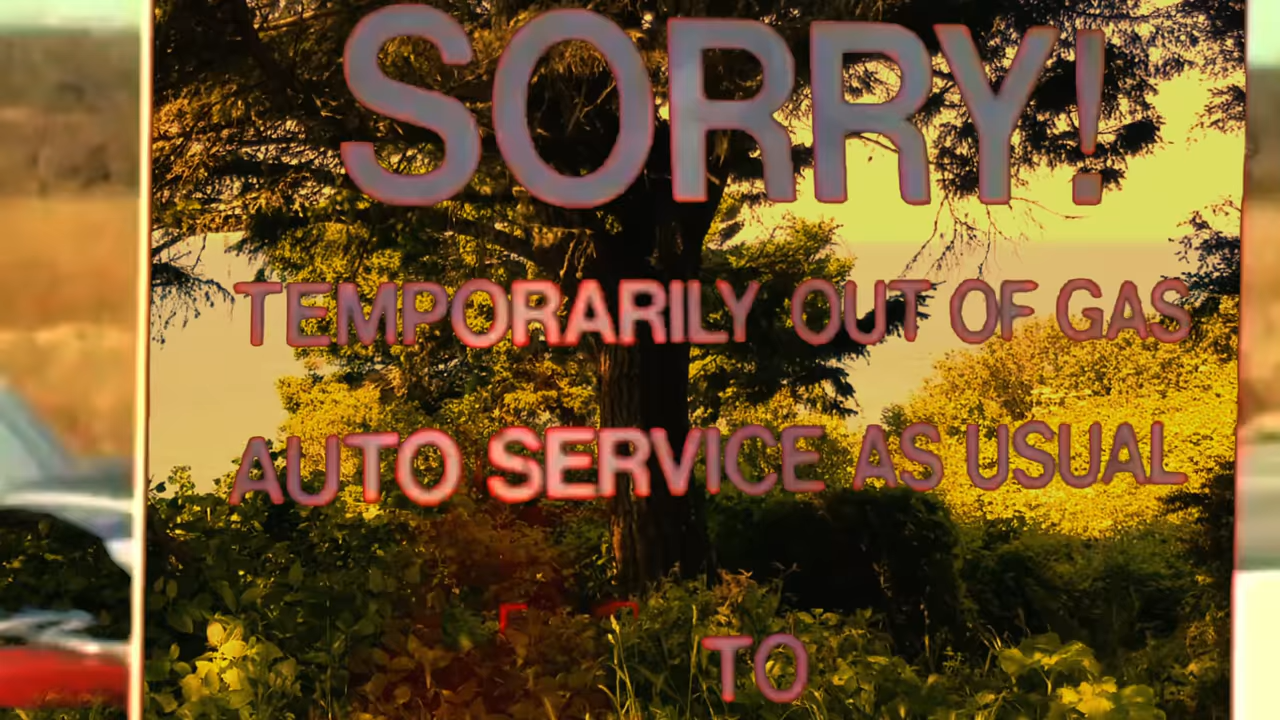 SORRY!
TEMPORARILY OUT OF GAS
AUTO SERVICE AS USUAL
TO